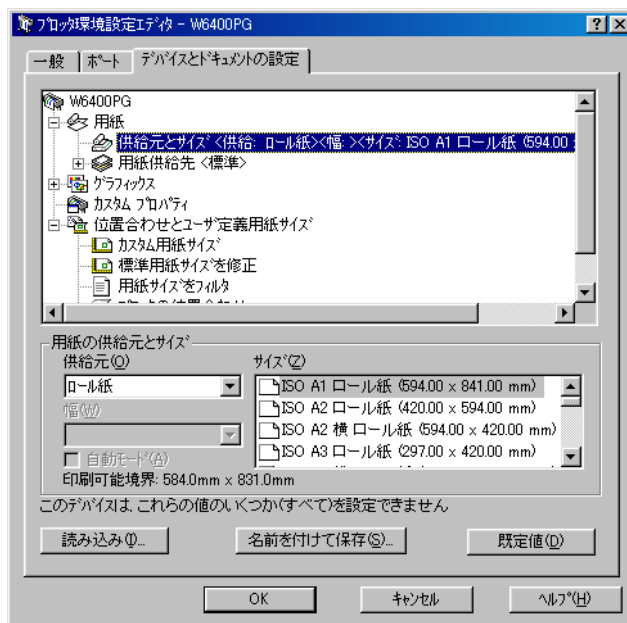 ﾌﾟﾛｯﾀ環境設定ｴﾃﾞｨﾀ - W6400PG
一般
ﾎﾟｰﾄ
ﾃﾞﾊﾞｲｽとﾄﾞｷｭﾒﾝﾄの設定
W6400PG
用紙
供給元とｻｲｽﾞ <供給: ﾛｰﾙ紙><幅: ><ｻｲｽﾞ: ISO A1 ロール紙 (594.00
用紙供給先 <標準>
ｸﾞﾗﾌｨｯｸｽ
ｶｽﾀﾑ ﾌﾟﾛﾊﾟﾃｨ
位置合わせとﾕｰｻﾞ定義用紙ｻｲｽﾞ
ｶｽﾀﾑ用紙ｻｲｽﾞ
標準用紙ｻｲｽﾞを修正
用紙ｻｲｽﾞをﾌｨﾙﾀ
用紙の供給元とｻｲｽﾞ
供給元(O) ｻｲｽﾞ(Z)
ﾛｰﾙ紙
幅(W)
自動ﾓｰﾄﾞ(A)
ISO A1 ロール紙 (594.00 x 841.00 mm)
ISO A2 ロール紙 (420.00 x 594.00 mm)
ISO A2 横 ロール紙 (594.00 x 420.00 mm)
ISO A3 ロール紙 (297.00 x 420.00 mm)
印刷可能境界: 584.0mm x 831.0mm
このﾃﾞﾊﾞｲｽは、これらの値のいくつか(すべて)を設定できません
読み込み(I)... 名前を付けて保存(S)... 既定値(D)
OK ｷｬﾝｾﾙ ﾍﾙﾌﾟ(H)